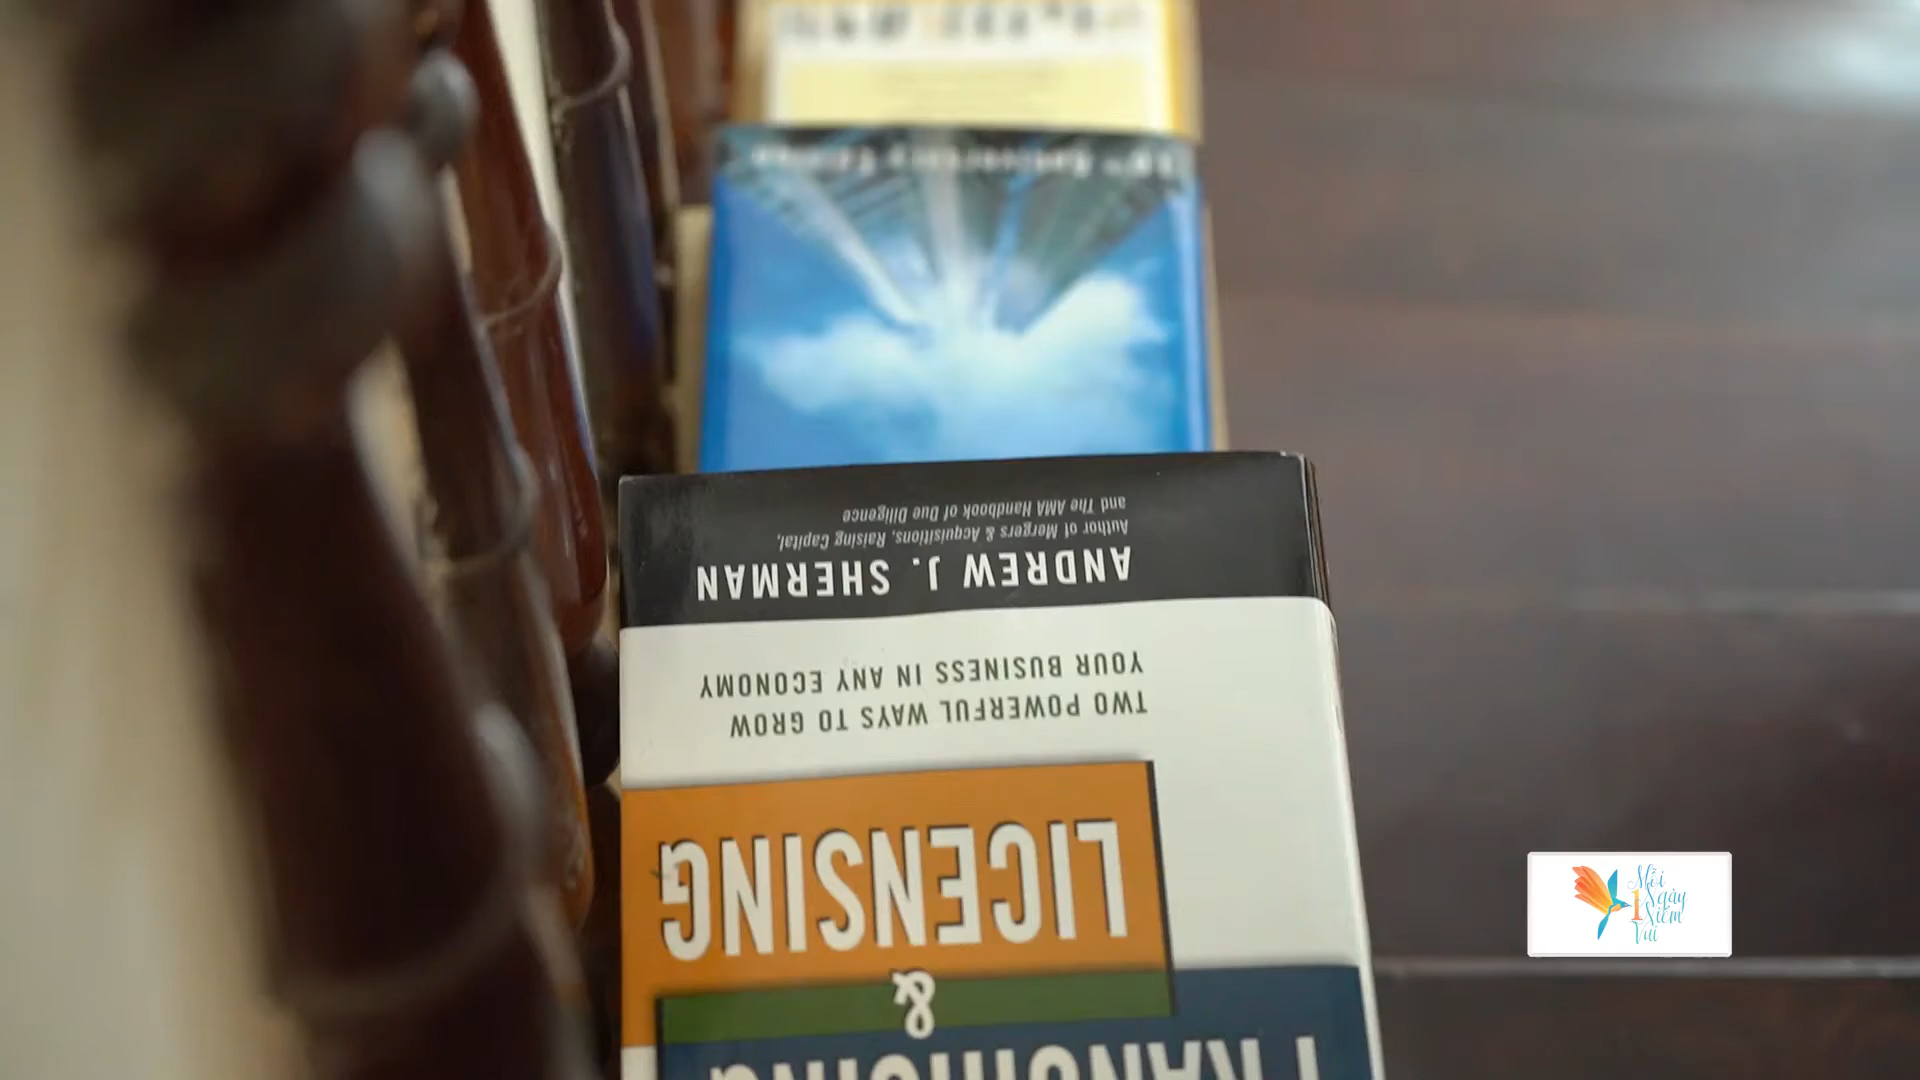 FRANCHISING
&
LICENSING
TWO POWERFUL WAYS TO GROW
YOUR BUSINESS IN ANY ECONOMY
ANDREW J. SHERMAN
Author of Mergers & Acquisitions, Raising Capital,
and The AMA Handbook of Due Diligence
Mỗi
Ngày
1 Niềm
Vui